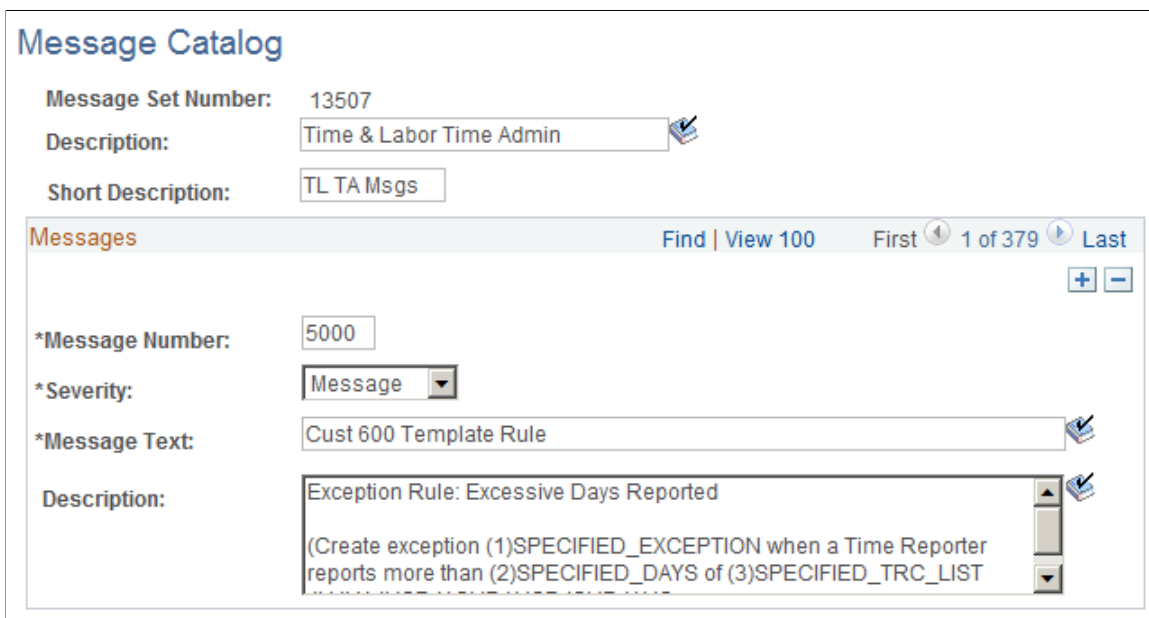 Message Catalog
Message Set Number: 13507
Description: Time & Labor Time Admin
Short Description: TL TA Msgs
Messages Find | View 100 First 1 of 379 Last
*Message Number: 5000
*Severity: Message
*Message Text: Cust 600 Template Rule
Description: Exception Rule: Excessive Days Reported
(Create exception (1)SPECIFIED_EXCEPTION when a Time Reporter
reports more than (2)SPECIFIED_DAYS of (3)SPECIFIED_TRC_LIST